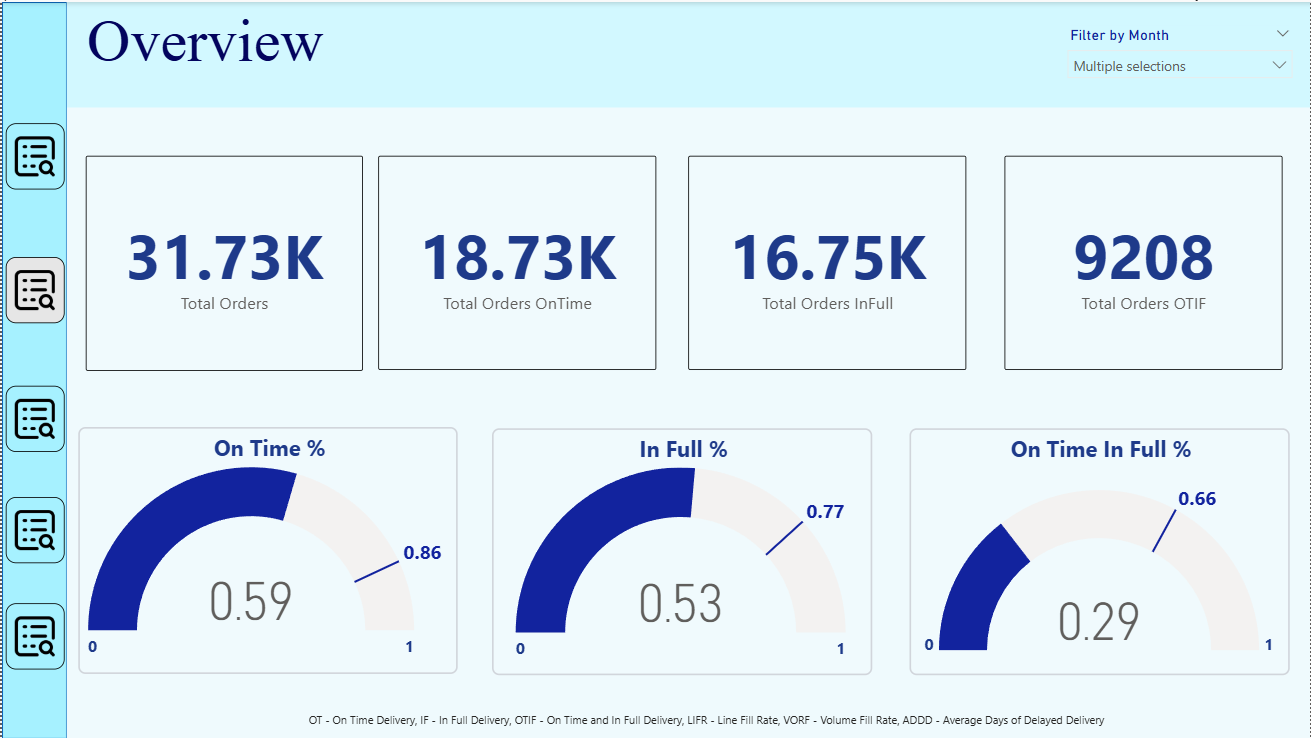 Overview
Filter by Month
Multiple selections
31.73K
Total Orders
18.73K
Total Orders OnTime
16.75K
Total Orders InFull
9208
Total Orders OTIF
On Time %
0.86
0.59
0
1
In Full %
0.77
0.53
0
1
On Time In Full %
0.66
0.29
0
1
OT - On Time Delivery, IF - In Full Delivery, OTIF - On Time and In Full Delivery, LIFR - Line Fill Rate, VORF - Volume Fill Rate, ADDD - Average Days of Delayed Delivery